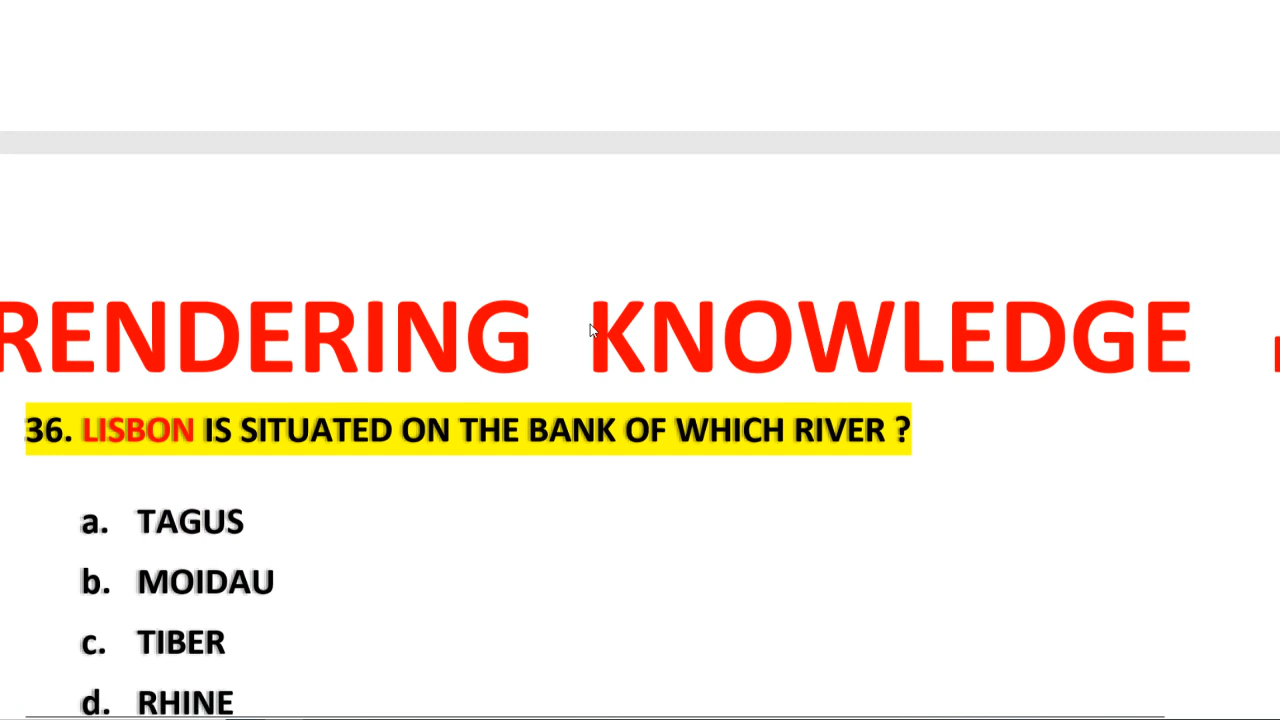 RENDERING KNOWLEDGE
36. LISBON IS SITUATED ON THE BANK OF WHICH RIVER ?
a. TAGUS
b. MOIDAU
c. TIBER
d. RHINE